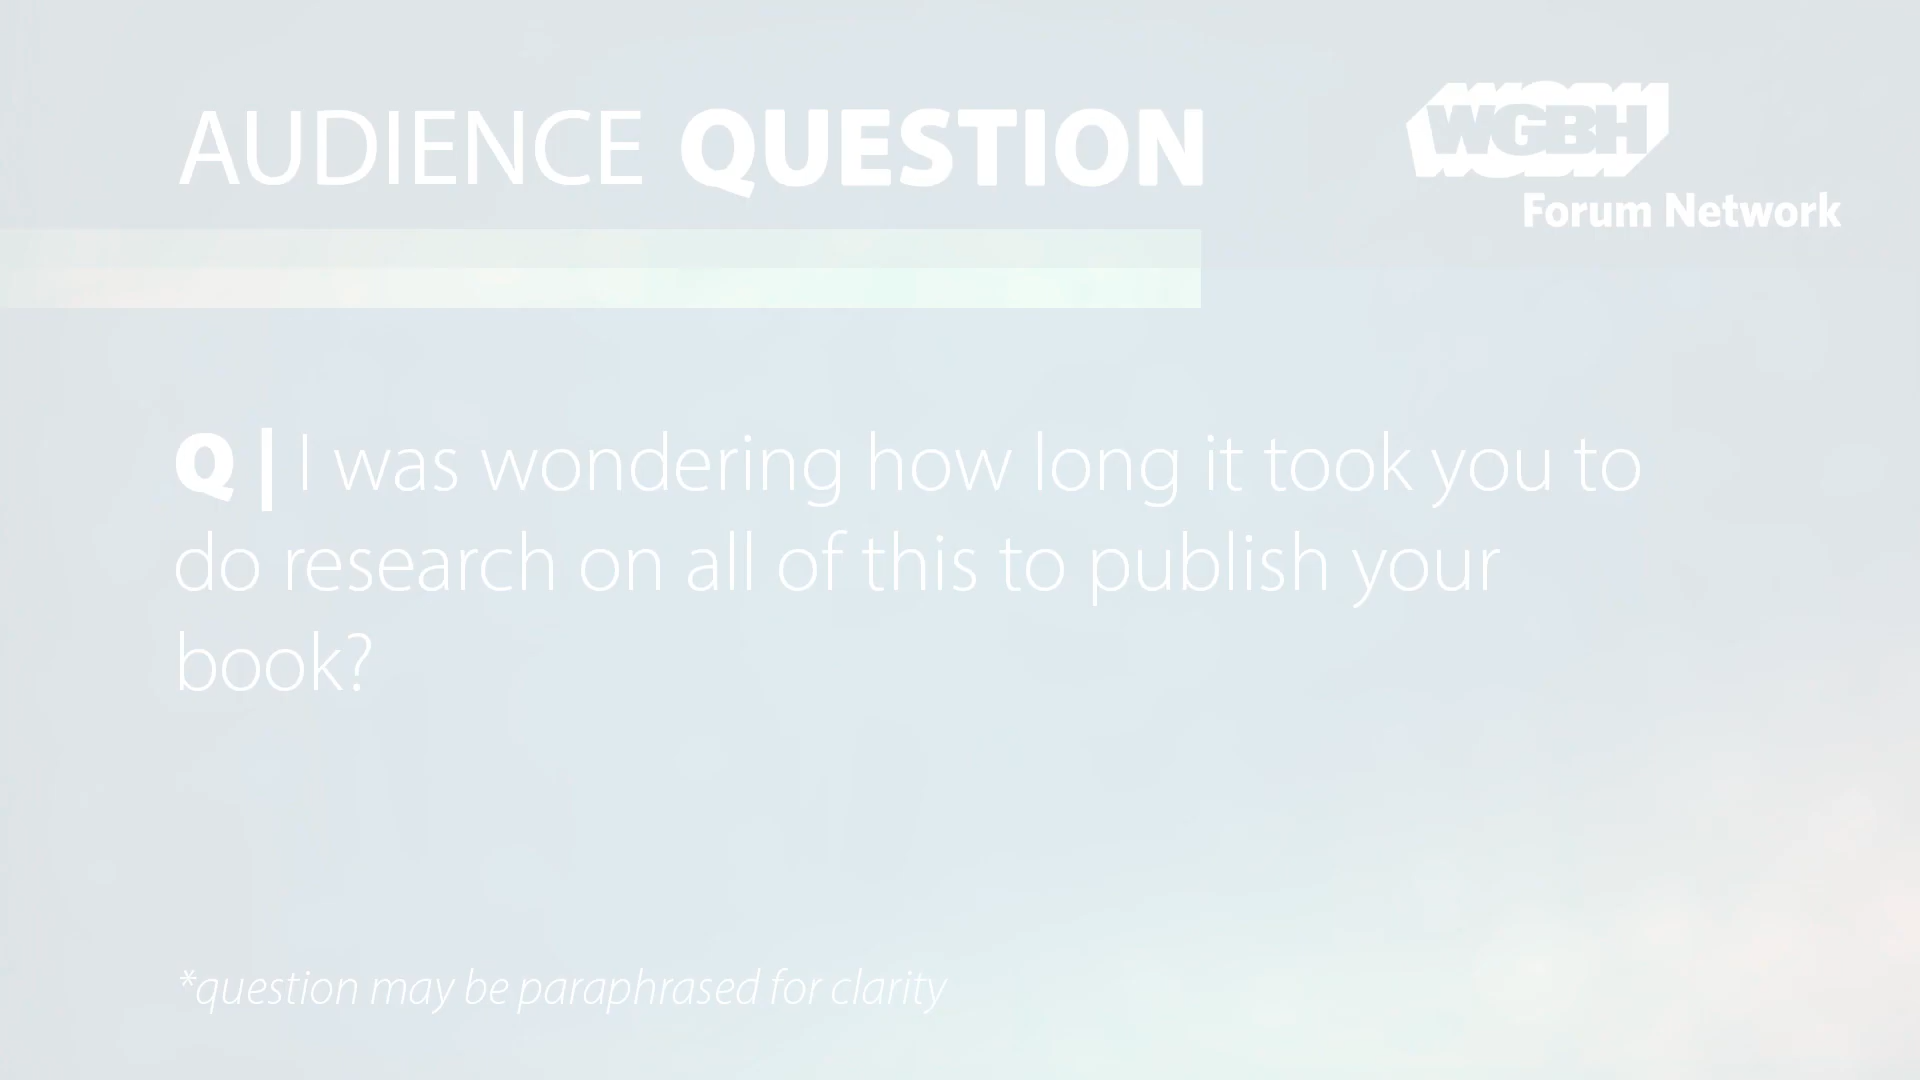 AUDIENCE QUESTION
WGBH
Forum Network
Q | I was wondering how long it took you to
do research on all of this to publish your
book?
*question may be paraphrased for clarity